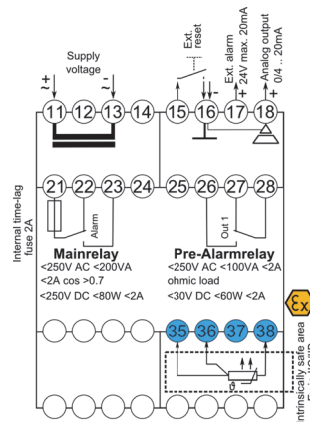 Supply
voltage
Ext.
reset
Ext. alarm
24V max. 20mA
Analog output
0/4 .. 20mA
+
~
-
~
-
+
+
11 12 13 14 15 16 17 18
21 22 23 24 25 26 27 28
Internal time-lag
fuse 2A
Alarm
Out 1
Mainrelay
<250V AC <200VA
<2A cos >0.7
<250V DC <80W <2A
Pre-Alarmrelay
<250V AC <100VA <2A
ohmic load
<30V DC <60W <2A
Ex
35 36 37 38
ϑ
Intrinsically safe area